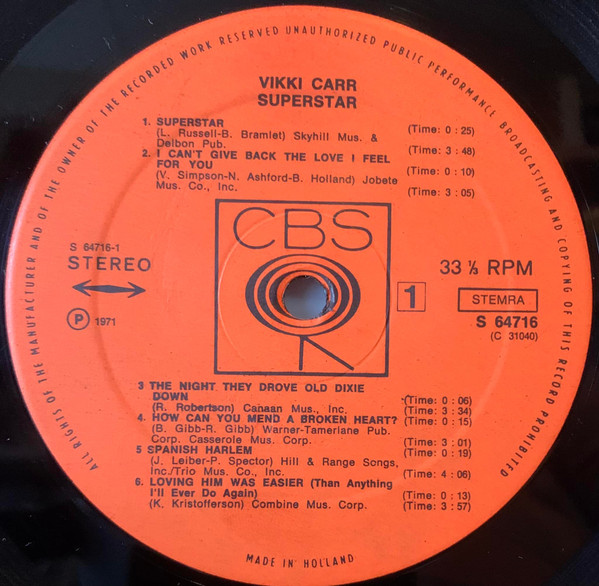 ALL RIGHTS OF THE MANUFACTURER AND OF THE OWNER OF THE RECORDED WORK RESERVED UNAUTHORIZED PUBLIC PERFORMANCE BROADCASTING AND COPYING OF THIS RECORD PROHIBITED
VIKKI CARR
SUPERSTAR
1. SUPERSTAR (Time: 0 : 25)
(L. Russell-B. Bramlet) Skyhill Mus. &
Delbon Pub. (Time: 3 : 48)
2. I CAN'T GIVE BACK THE LOVE I FEEL
FOR YOU (Time: 0 : 10)
(V. Simpson-N. Ashford-B. Holland) Jobete
Mus. Co., Inc. (Time: 3 : 05)
CBS
S 64716-1
STEREO
P 1971
33 ⅓ RPM
1
STEMRA
S 64716
(C 31040)
3 THE NIGHT THEY DROVE OLD DIXIE
DOWN (Time: 0 : 06)
(R. Robertson) Canaan Mus., Inc. (Time: 3 : 34)
4. HOW CAN YOU MEND A BROKEN HEART? (Time: 0 : 15)
(B. Gibb-R. Gibb) Warner-Tamerlane Pub.
Corp. Casserole Mus. Corp. (Time: 3 : 01)
5 SPANISH HARLEM (Time: 0 : 19)
(J. Leiber-P. Spector) Hill & Range Songs,
Inc./Trio Mus. Co., Inc. (Time: 4 : 06)
6. LOVING HIM WAS EASIER (Than Anything
I'll Ever Do Again) (Time: 0 : 13)
(K. Kristofferson) Combine Mus. Corp. (Time: 3 : 57)
MADE IN HOLLAND